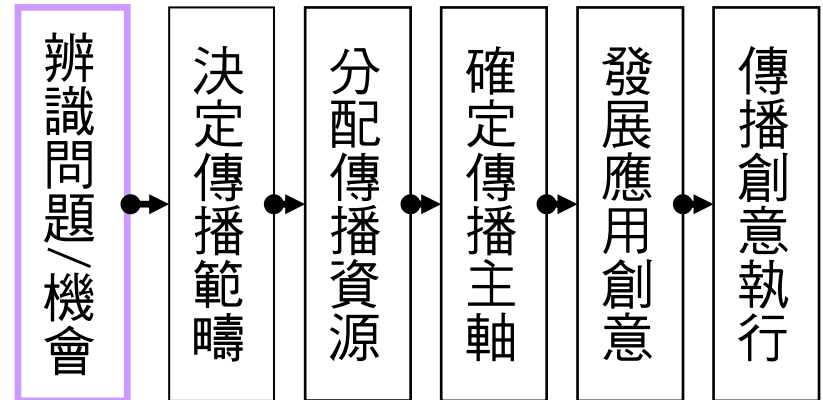 辨識問題/機會
決定傳播範疇
分配傳播資源
確定傳播主軸
發展應用創意
傳播創意執行